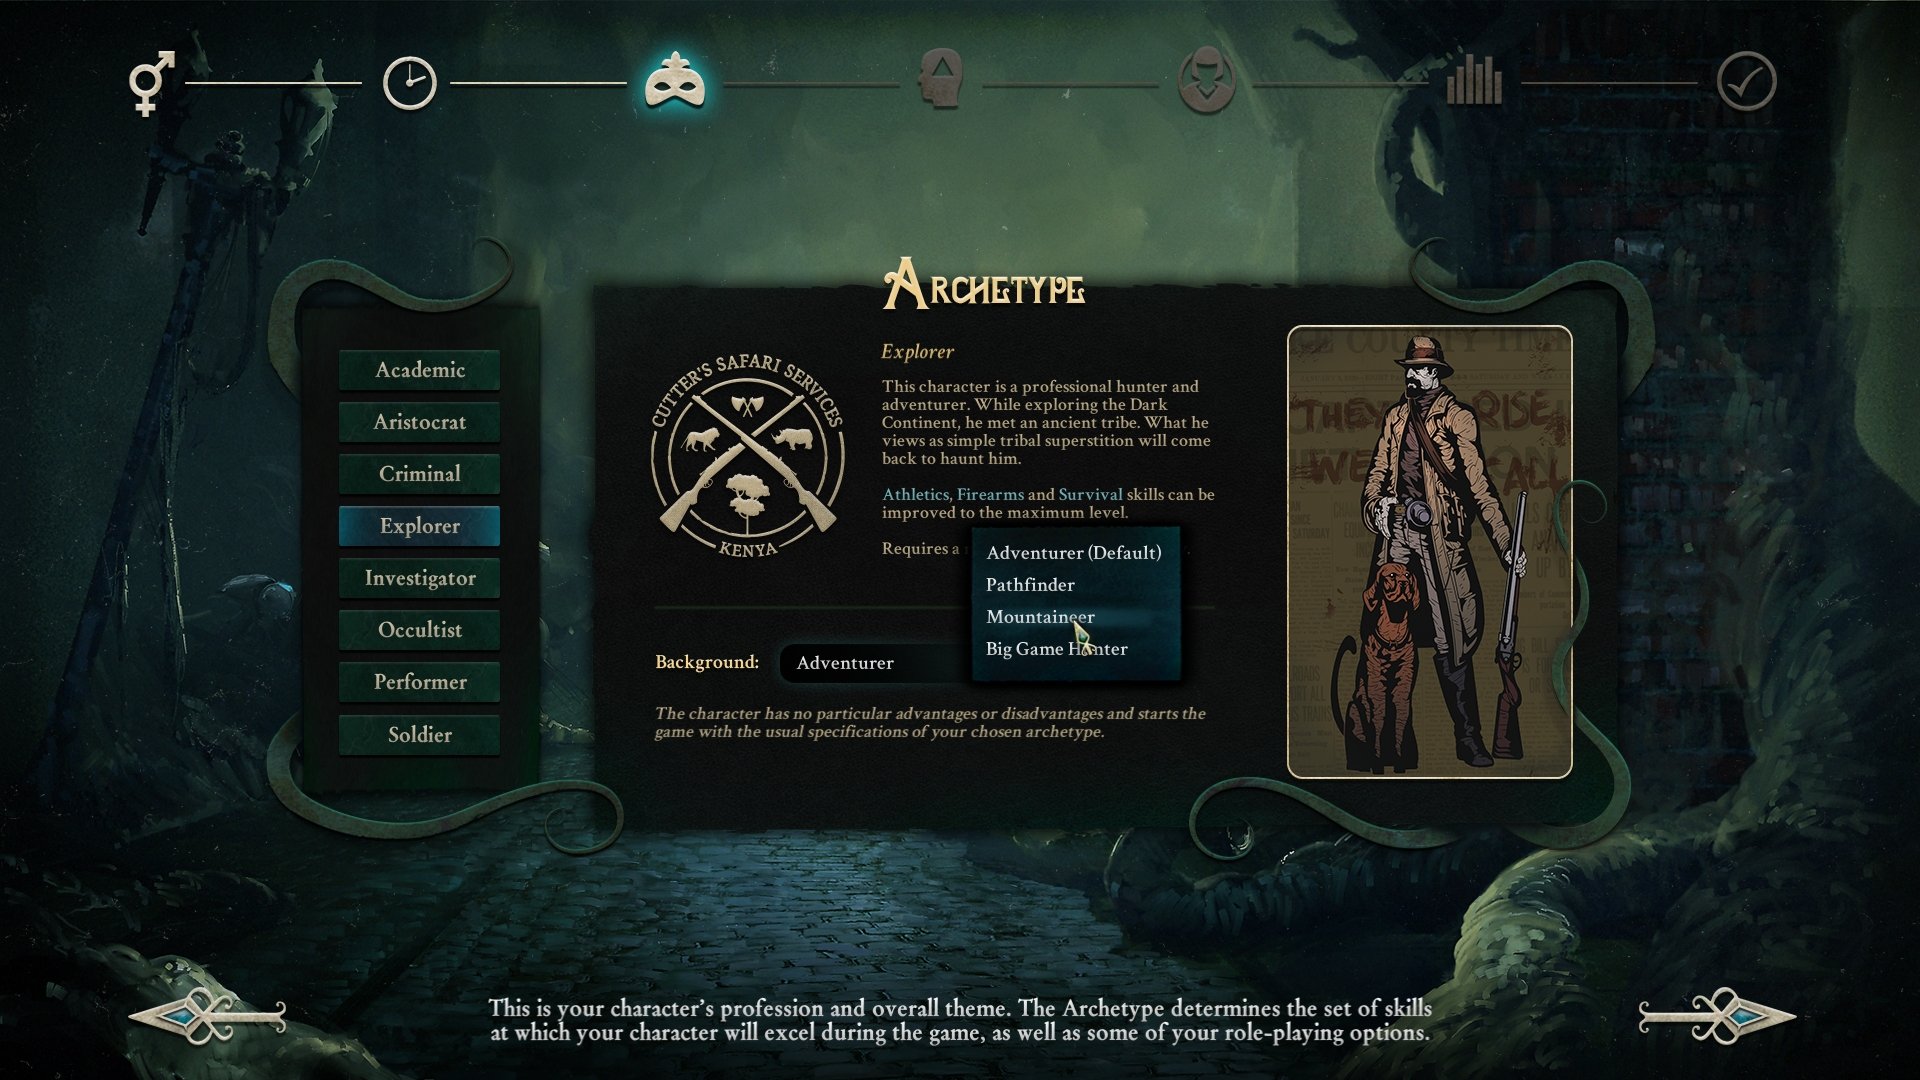 ARCHETYPE
Academic
Aristocrat
Criminal
Explorer
Investigator
Occultist
Performer
Soldier
CUTTER'S SAFARI SERVICES
KENYA
Explorer
This character is a professional hunter and
adventurer. While exploring the Dark
Continent, he met an ancient tribe. What he
views as simple tribal superstition will come
back to haunt him.
Athletics, Firearms and Survival skills can be
improved to the maximum level.
Requires a
Adventurer (Default)
Pathfinder
Mountaineer
Big Game Hunter
Background:
Adventurer
The character has no particular advantages or disadvantages and starts the
game with the usual specifications of your chosen archetype.
RISE
WE
This is your character's profession and overall theme. The Archetype determines the set of skills
at which your character will excel during the game, as well as some of your role-playing options.